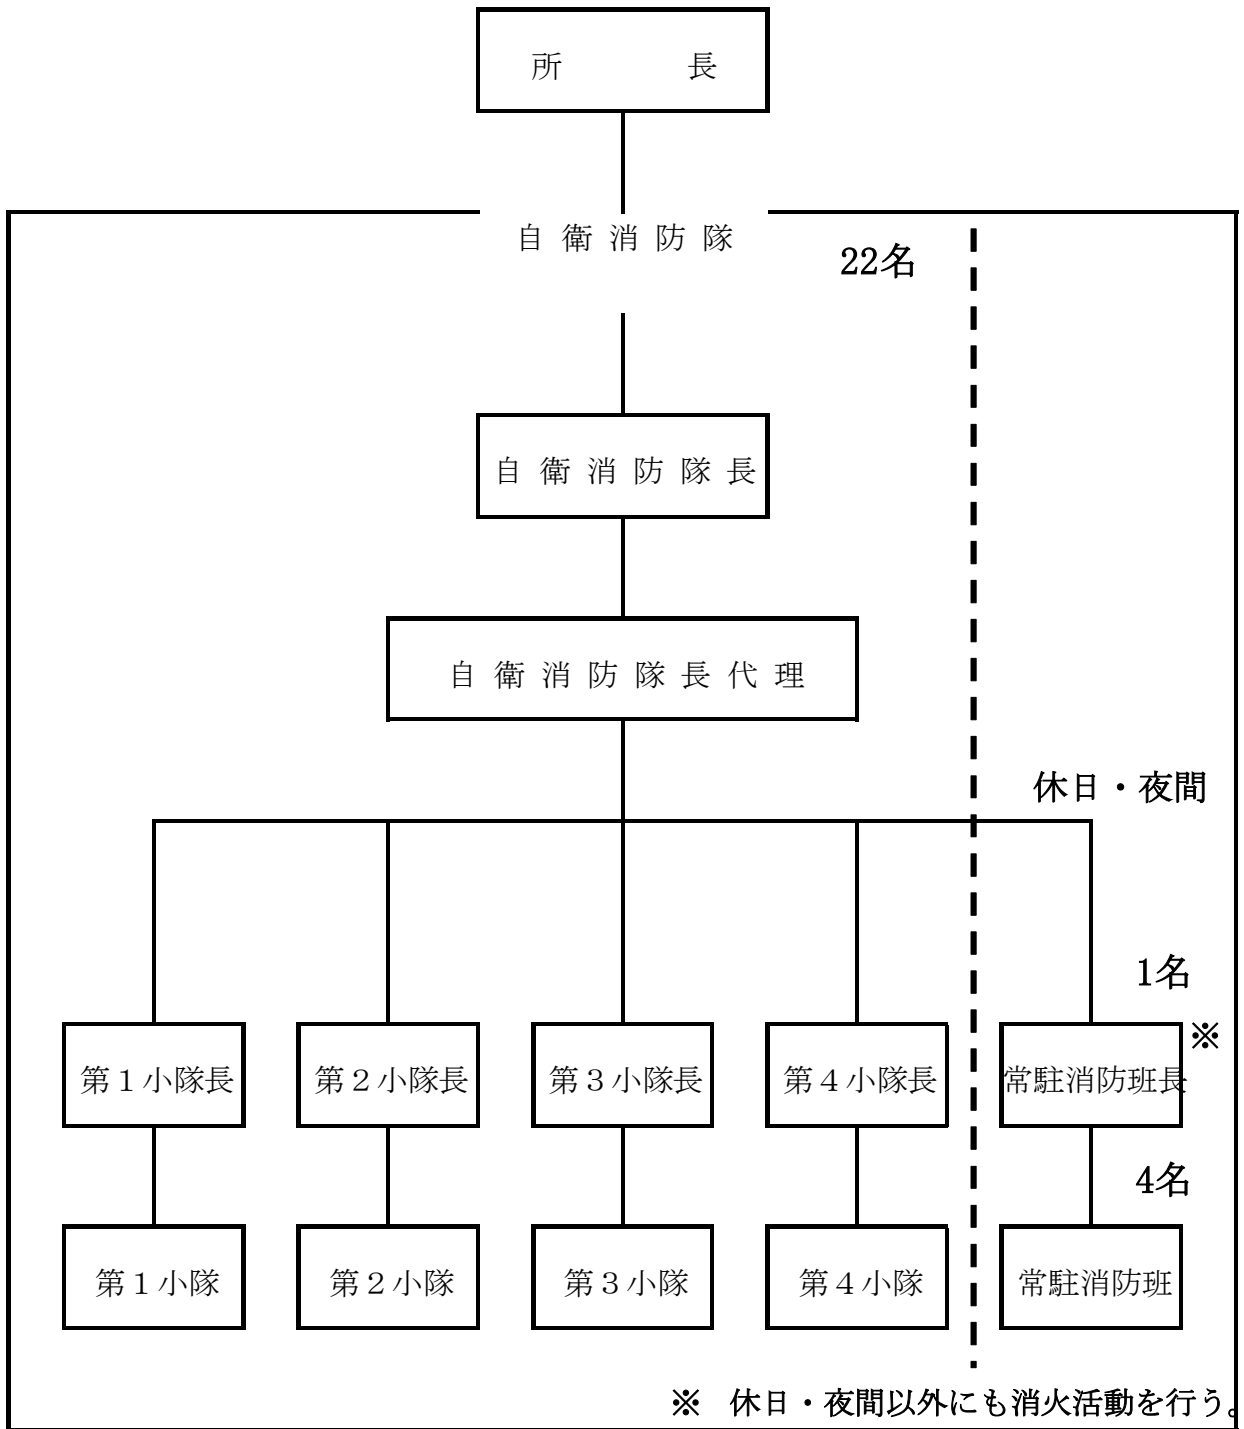 所　　　長
自 衛 消 防 隊
22名
自 衛 消 防 隊 長
自 衛 消 防 隊 長 代 理
休日・夜間
1名
※
第１小隊長
第２小隊長
第３小隊長
第４小隊長
常駐消防班長
4名
第１小隊
第２小隊
第３小隊
第４小隊
常駐消防班
※　休日・夜間以外にも消火活動を行う。